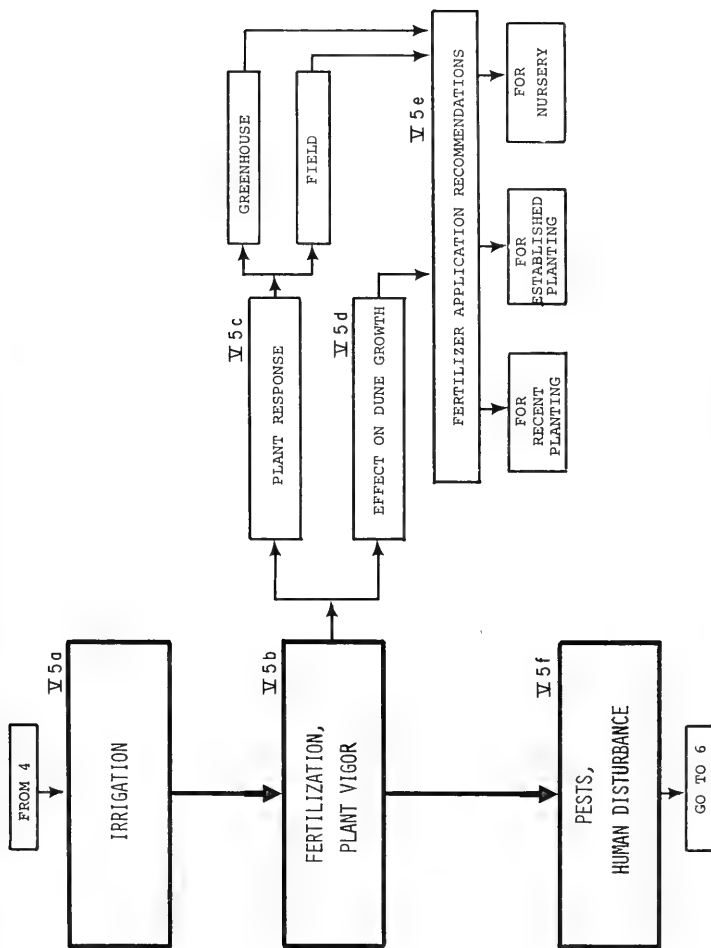 FROM 4
V 5a
IRRIGATION
V 5b
FERTILIZATION,
PLANT VIGOR
V 5c
PLANT RESPONSE
GREENHOUSE
FIELD
V 5d
EFFECT ON DUNE GROWTH
V 5e
FERTILIZER APPLICATION RECOMMENDATIONS
FOR
RECENT
PLANTING
FOR
ESTABLISHED
PLANTING
FOR
NURSERY
V 5f
PESTS,
HUMAN DISTURBANCE
GO TO 6